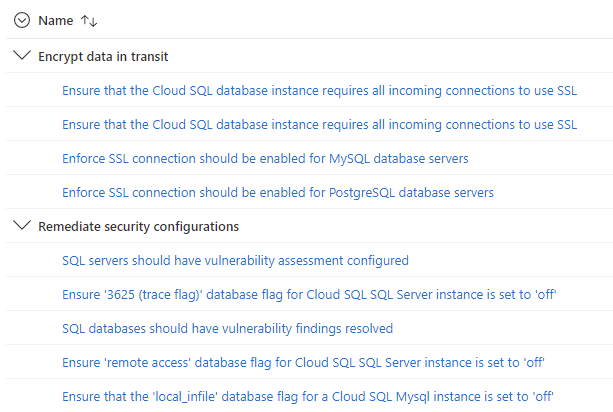 Name
Encrypt data in transit
Ensure that the Cloud SQL database instance requires all incoming connections to use SSL
Ensure that the Cloud SQL database instance requires all incoming connections to use SSL
Enforce SSL connection should be enabled for MySQL database servers
Enforce SSL connection should be enabled for PostgreSQL database servers
Remediate security configurations
SQL servers should have vulnerability assessment configured
Ensure '3625 (trace flag)' database flag for Cloud SQL SQL Server instance is set to 'off'
SQL databases should have vulnerability findings resolved
Ensure 'remote access' database flag for Cloud SQL SQL Server instance is set to 'off'
Ensure that the 'local_infile' database flag for a Cloud SQL Mysql instance is set to 'off'